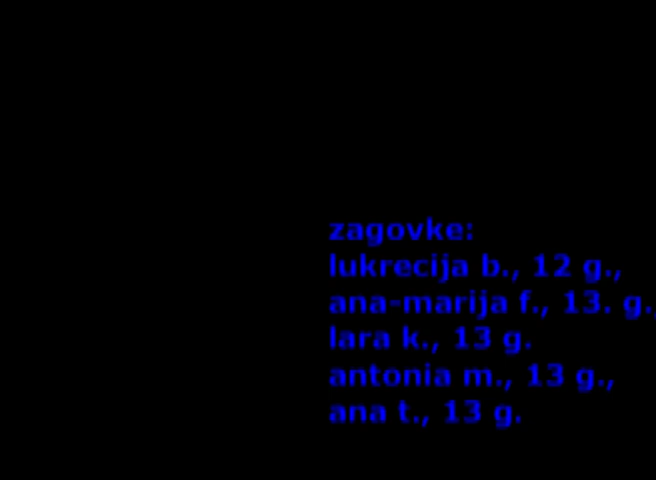 zagovke:
lukrecija b., 12 g.,
ana-marija f., 13. g.,
lara k., 13 g.
antonia m., 13 g.,
ana t., 13 g.